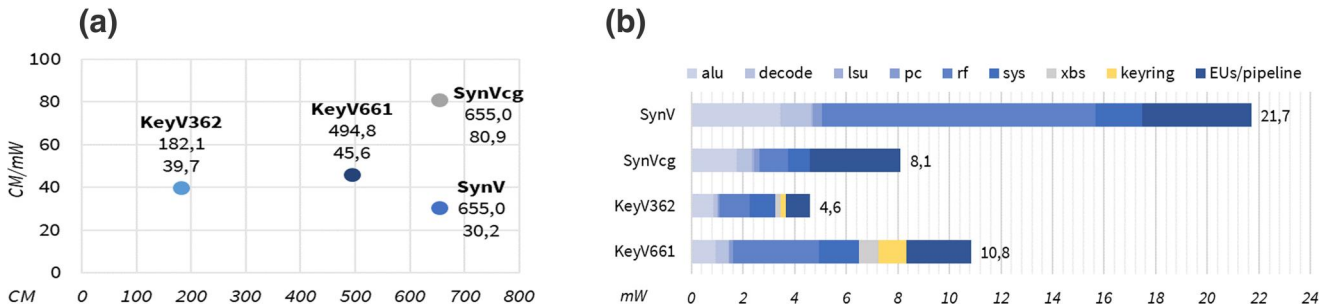 (a)
100
80
60
40
20
0
CM/mW
KeyV362
182,1
39,7
KeyV661
494,8
45,6
SynVcg
655,0
80,9
SynV
655,0
30,2
CM 0 100 200 300 400 500 600 700 800
(b)
alu decode lsu pc rf sys xbs keyring EUs/pipeline
SynV 21,7
SynVcg 8,1
KeyV362 4,6
KeyV661 10,8
mW 0 2 4 6 8 10 12 14 16 18 20 22 24